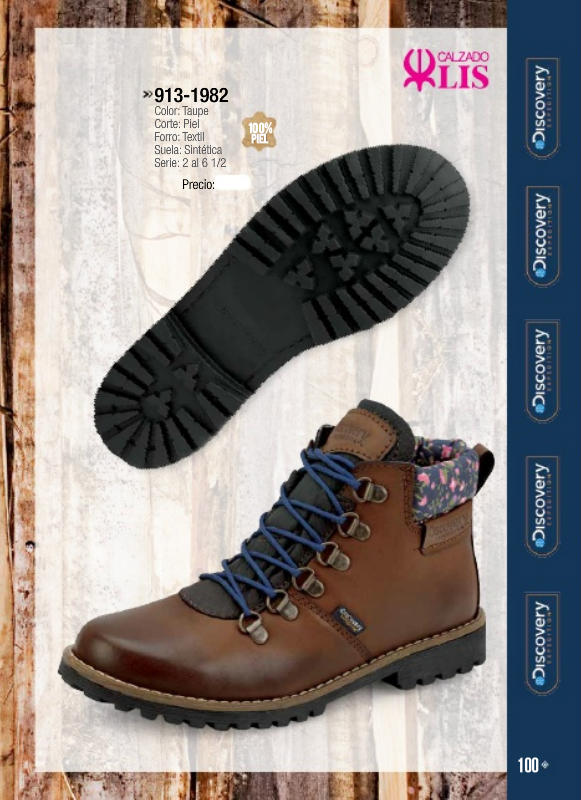 CALZADO
LIS
913-1982
Color: Taupe
Corte: Piel
Forro: Textil
Suela: Sintética
Serie: 2 al 6 1/2
100%
PIEL
Precio:
Discovery
EXPEDITION
Discovery
EXPEDITION
Discovery
EXPEDITION
Discovery
EXPEDITION
Discovery
EXPEDITION
Discovery
100